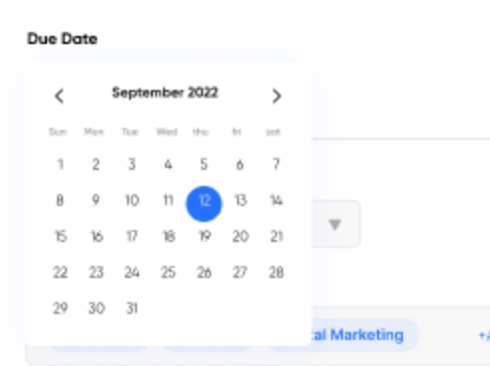 Due Date
September 2022
Sun Mon Tue Wed thu fri sat
1 2 3 4 5 6 7
8 9 10 11 12 13 14
15 16 17 18 19 20 21
22 23 24 25 26 27 28
29 30 31
al Marketing